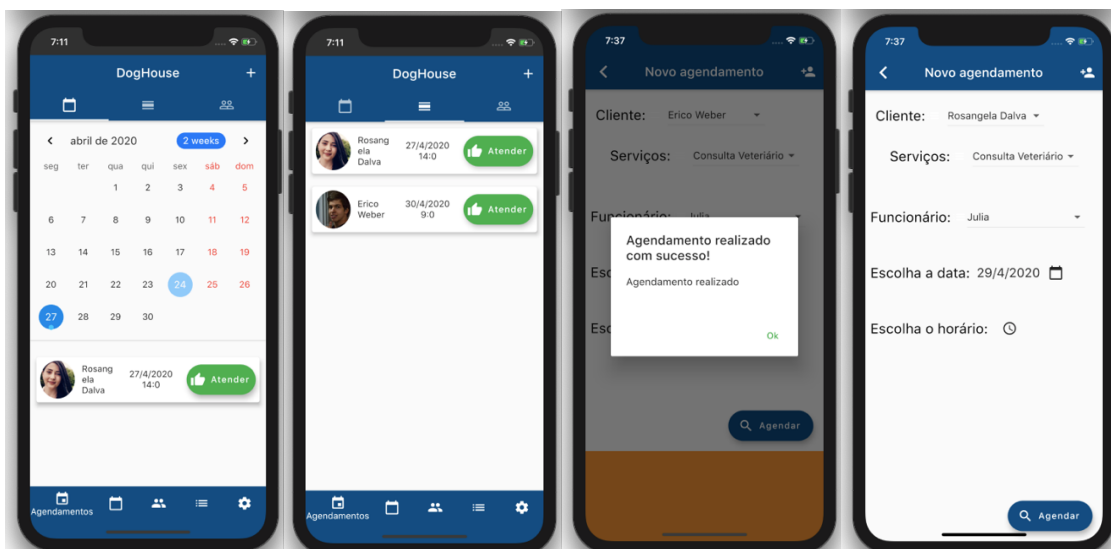 7:11
DogHouse +
abril de 2020 2 weeks
seg ter qua qui sex sáb dom
1 2 3 4 5
6 7 8 9 10 11 12
13 14 15 16 17 18 19
20 21 22 23 24 25 26
27 28 29 30
Rosang
ela
Dalva
27/4/2020
14:0
Atender
Agendamentos
7:11
DogHouse +
Rosang
ela
Dalva
27/4/2020
14:0
Atender
Erico
Weber
30/4/2020
9:0
Atender
Agendamentos
7:37
Novo agendamento
Cliente: Erico Weber
Serviços: Consulta Veteriário
Funcionário: Julia
Agendamento realizado
com sucesso!
Esc
Agendamento realizado
Esc
Ok
Agendar
7:37
Novo agendamento
Cliente: Rosangela Dalva
Serviços: Consulta Veteriário
Funcionário: Julia
Escolha a data: 29/4/2020
Escolha o horário:
Agendar